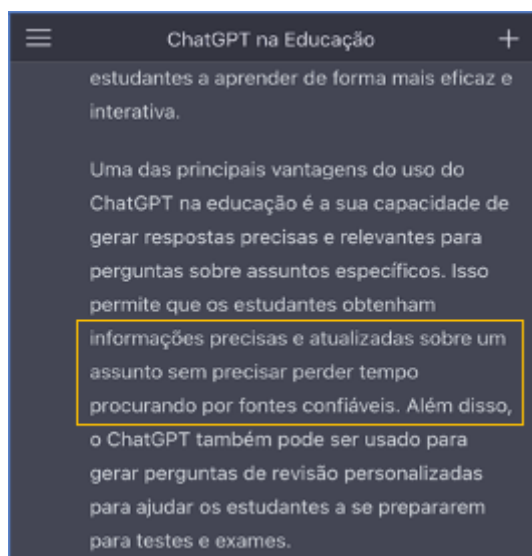 ChatGPT na Educação
estudantes a aprender de forma mais eficaz e
interativa.
Uma das principais vantagens do uso do
ChatGPT na educação é a sua capacidade de
gerar respostas precisas e relevantes para
perguntas sobre assuntos específicos. Isso
permite que os estudantes obtenham
informações precisas e atualizadas sobre um
assunto sem precisar perder tempo
procurando por fontes confiáveis. Além disso,
o ChatGPT também pode ser usado para
gerar perguntas de revisão personalizadas
para ajudar os estudantes a se prepararem
para testes e exames.